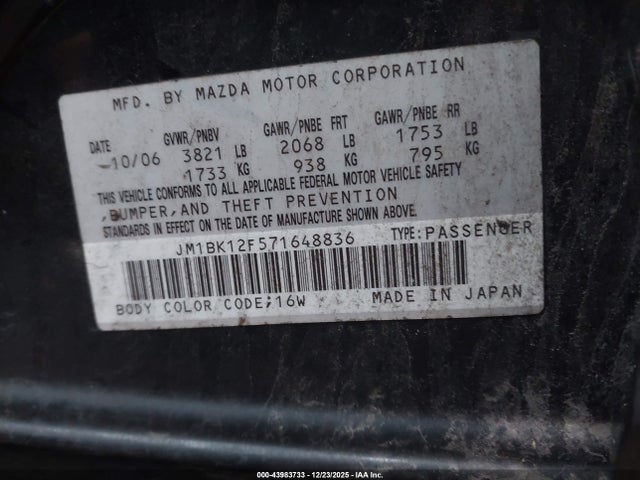 MFD. BY MAZDA MOTOR CORPORATION
DATE GVWR/PNBV GAWR/PNBE FRT GAWR/PNBE RR
10/06 3821 LB 2068 LB 1753 LB
1733 KG 938 KG 795 KG
THIS VEHICLE CONFORMS TO ALL APPLICABLE FEDERAL MOTOR VEHICLE SAFETY
,BUMPER,AND THEFT PREVENTION
STANDARDS IN EFFECT ON THE DATE OF MANUFACTURE SHOWN ABOVE.
JM1BK12F571648836 TYPE:PASSENGER
BODY COLOR CODE;16W MADE IN JAPAN
000-43983733 - 12/23/2025 - IAA Inc.